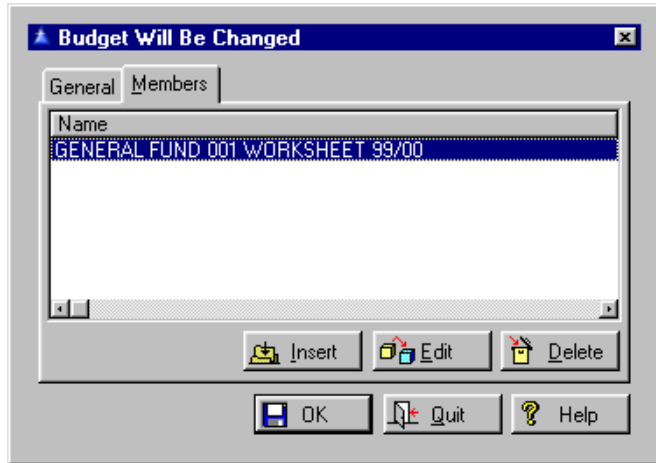 Budget Will Be Changed
General Members
Name
GENERAL FUND 001 WORKSHEET 99/00
Insert Edit Delete
OK Quit Help